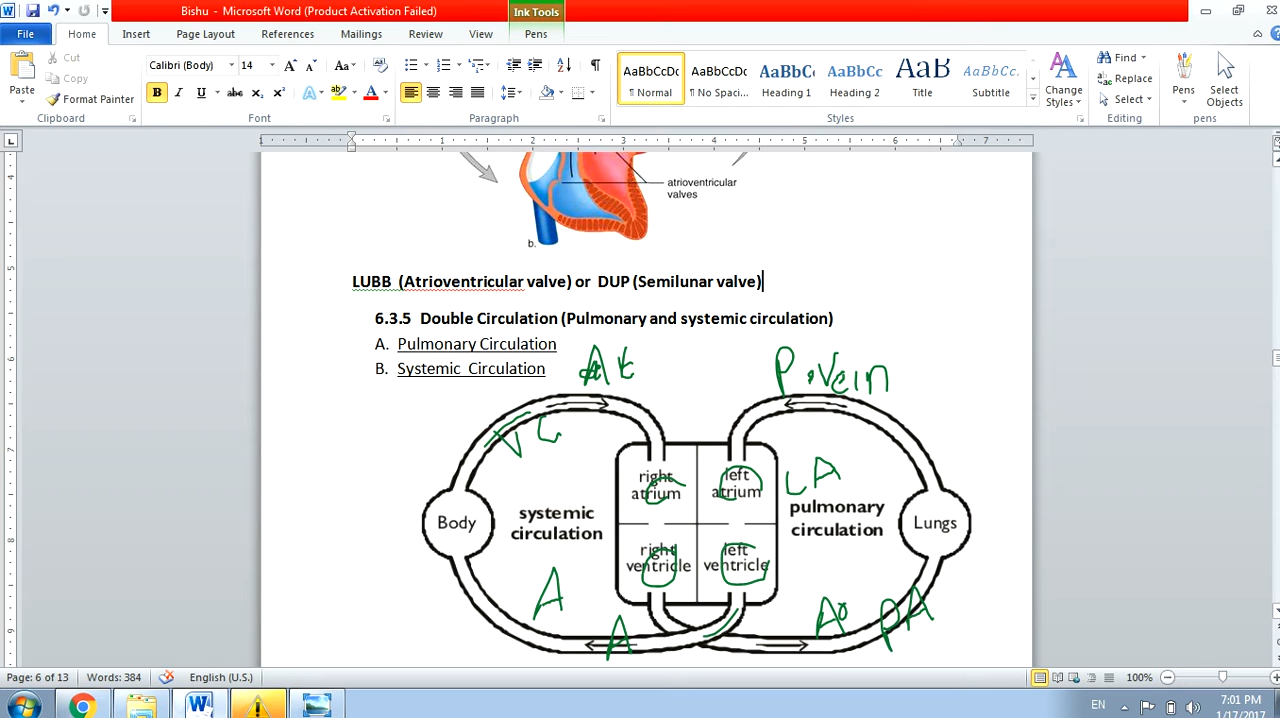 Bishu - Microsoft Word (Product Activation Failed)
Ink Tools
File Home Insert Page Layout References Mailings Review View Pens
Paste
Cut
Copy
Format Painter
Clipboard
Calibri (Body) 14
Font
Paragraph
AaBbCcDc AaBbCcDc AaBbCc AaBbCc AaB AaBbCc.
¶ Normal ¶ No Spaci... Heading 1 Heading 2 Title Subtitle
Styles
Change Styles
Find
Replace
Select
Editing
Pens
Select Objects
pens
atrioventricular
valves
b.
LUBB (Atrioventricular valve) or DUP (Semilunar valve)
6.3.5 Double Circulation (Pulmonary and systemic circulation)
A. Pulmonary Circulation
B. Systemic Circulation
P.Vein
VC
right atrium
left atrium
LA
Body
systemic circulation
pulmonary circulation
Lungs
right ventricle
left ventricle
A
A
PA
Page: 6 of 13 Words: 384 English (U.S.) 100%
EN 7:01 PM
1/17/2017